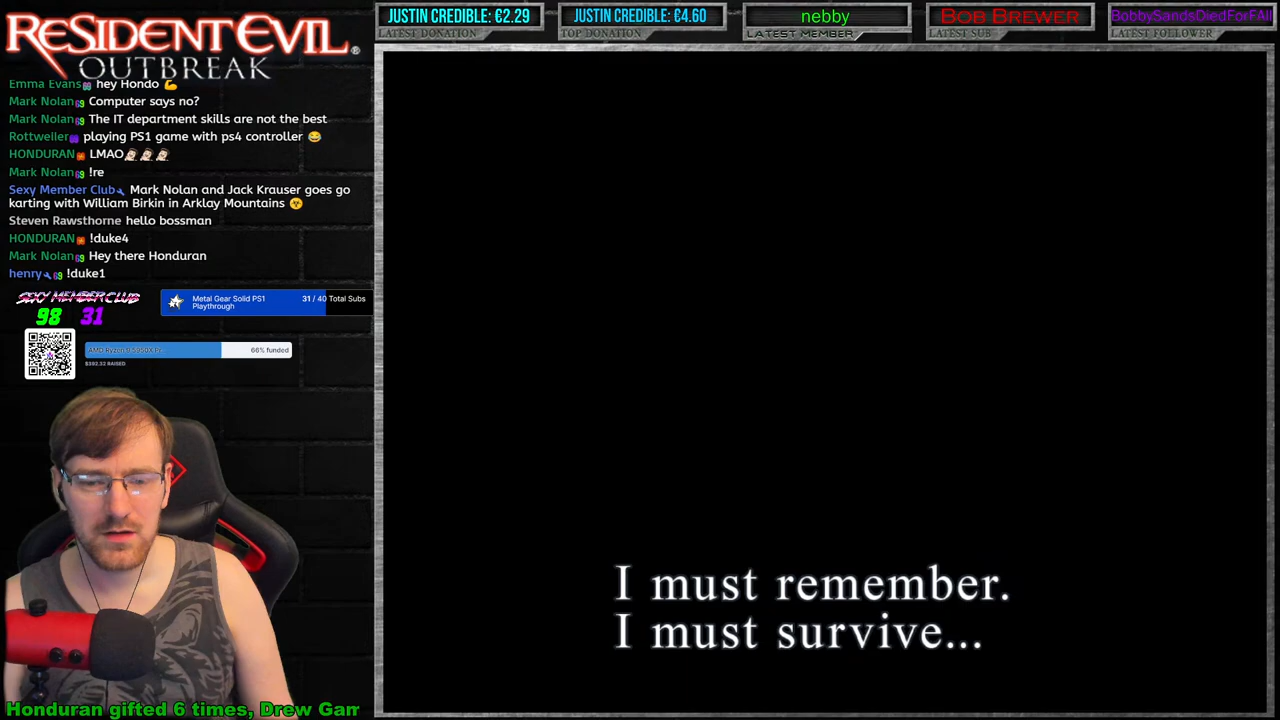 RESIDENT EVIL®
OUTBREAK
JUSTIN CREDIBLE: €2.29
LATEST DONATION
JUSTIN CREDIBLE: €4.60
TOP DONATION
nebby
LATEST MEMBER
BOB BREWER
LATEST SUB
BobbySandsDiedForFAll
LATEST FOLLOWER
Emma Evans hey Hondo 💪
Mark Nolan Computer says no?
Mark Nolan The IT department skills are not the best
Rottweller playing PS1 game with ps4 controller 😂
HONDURAN LMAO
Mark Nolan !re
Sexy Member Club Mark Nolan and Jack Krauser goes go
karting with William Birkin in Arklay Mountains
Steven Rawsthorne hello bossman
HONDURAN !duke4
Mark Nolan Hey there Honduran
henry !duke1
SEXY MEMBER CLUB
98 31
Metal Gear Solid PS1
Playthrough
31 / 40 Total Subs
66% funded
$392.32 RAISED
I must remember.
I must survive...
Honduran gifted 6 times, Drew Gam